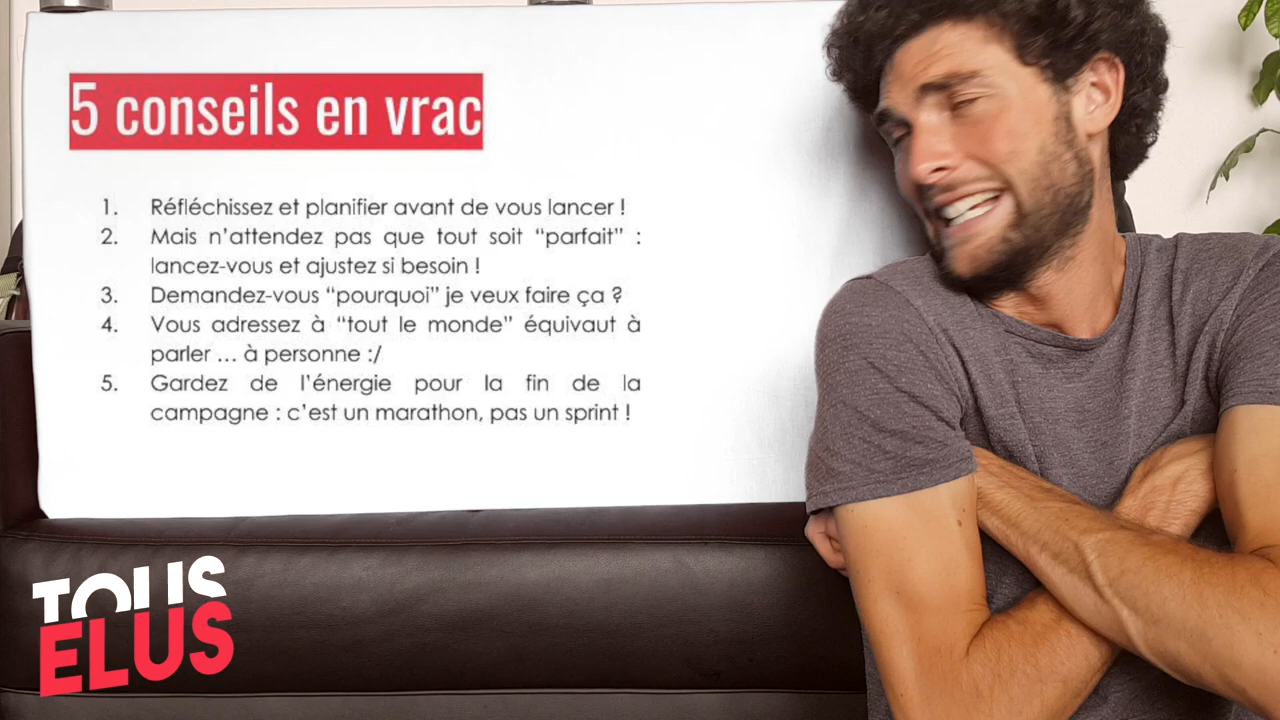 5 conseils en vrac
1. Réfléchissez et planifier avant de vous lancer !
2. Mais n’attendez pas que tout soit “parfait” :
lancez-vous et ajustez si besoin !
3. Demandez-vous “pourquoi” je veux faire ça ?
4. Vous adressez à “tout le monde” équivaut à
parler … à personne :/
5. Gardez de l’énergie pour la fin de la
campagne : c’est un marathon, pas un sprint !
TOUS
ELUS